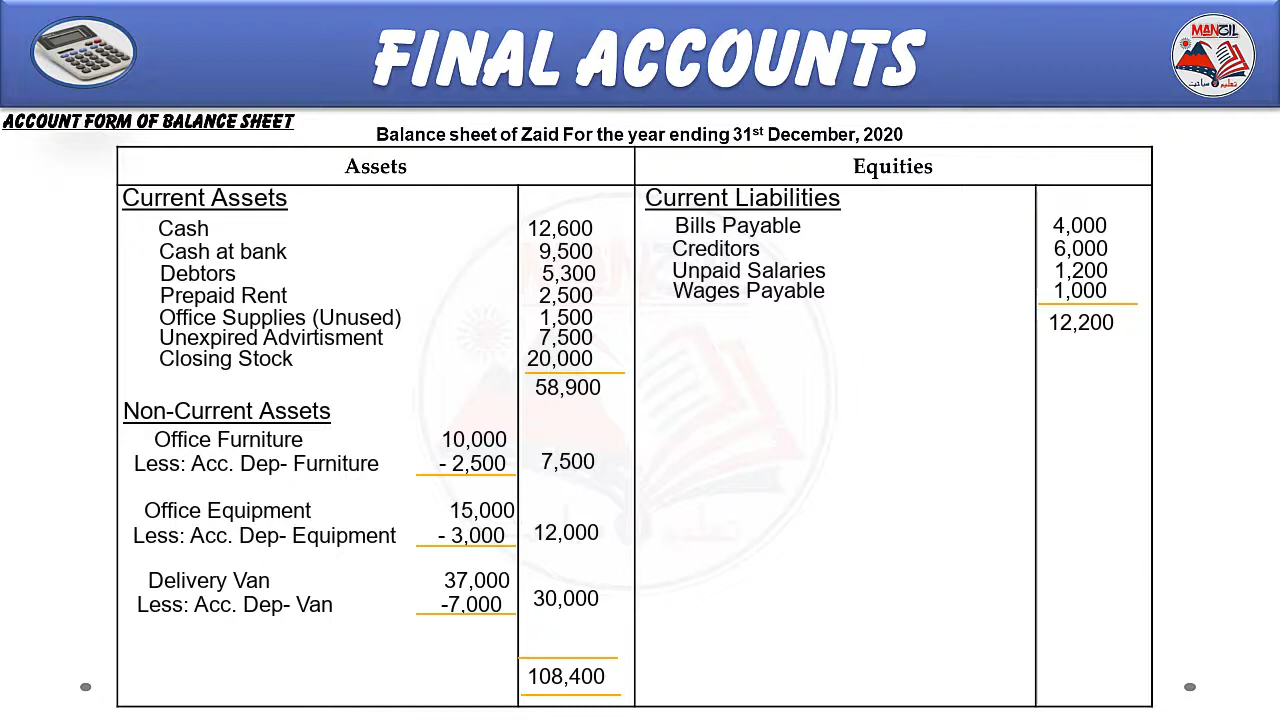 FINAL ACCOUNTS
MANZIL
ACCOUNT FORM OF BALANCE SHEET
Balance sheet of Zaid For the year ending 31st December, 2020
Assets
Current Assets
Cash 12,600
Cash at bank 9,500
Debtors 5,300
Prepaid Rent 2,500
Office Supplies (Unused) 1,500
Unexpired Advirtisment 7,500
Closing Stock 20,000
58,900
Non-Current Assets
Office Furniture 10,000
Less: Acc. Dep- Furniture - 2,500 7,500
Office Equipment 15,000
Less: Acc. Dep- Equipment - 3,000 12,000
Delivery Van 37,000
Less: Acc. Dep- Van -7,000 30,000
108,400
Equities
Current Liabilities
Bills Payable 4,000
Creditors 6,000
Unpaid Salaries 1,200
Wages Payable 1,000
12,200